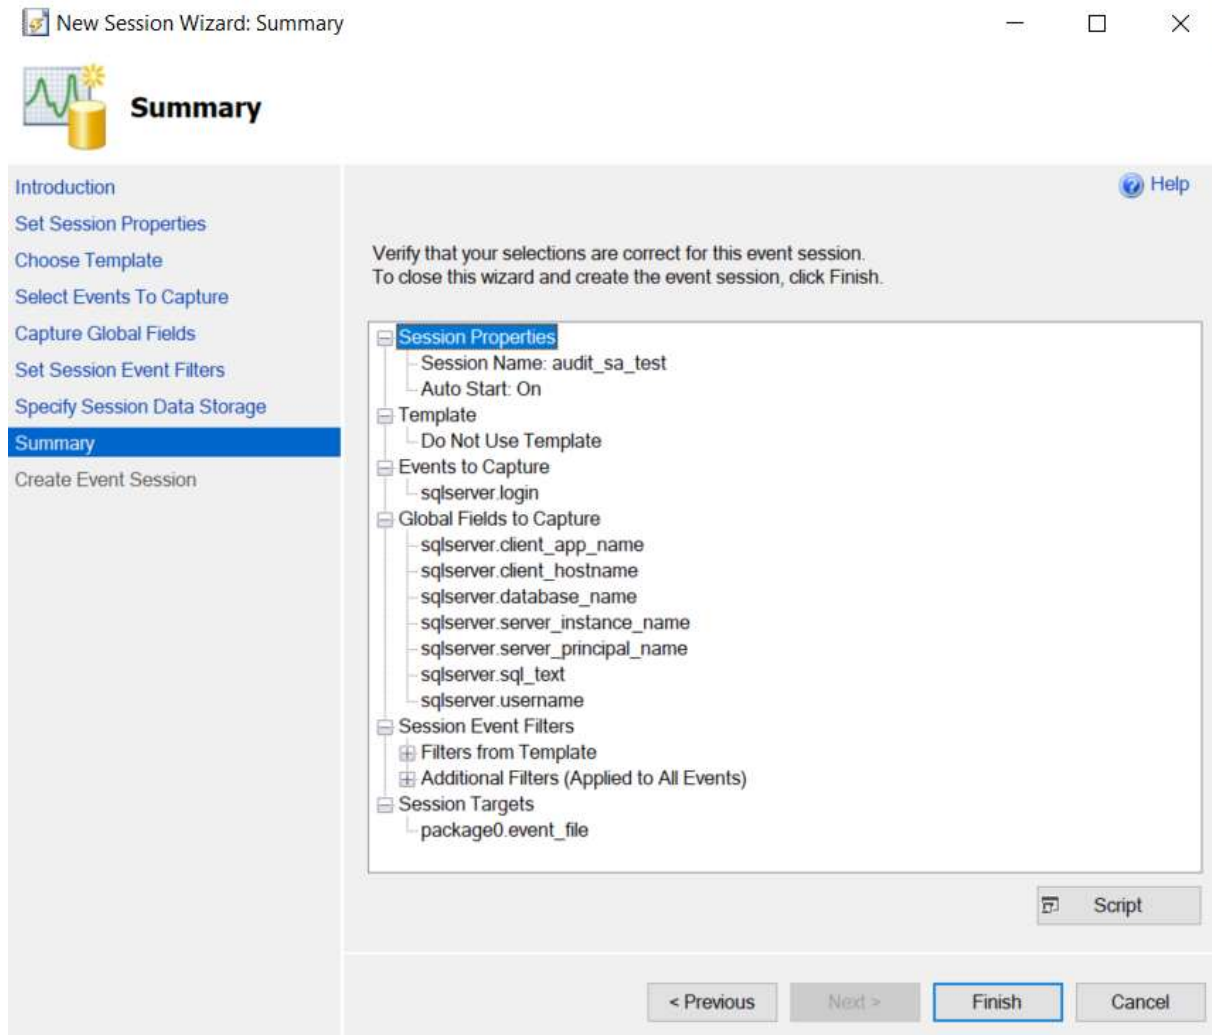 New Session Wizard: Summary
Summary
Introduction
Set Session Properties
Choose Template
Select Events To Capture
Capture Global Fields
Set Session Event Filters
Specify Session Data Storage
Summary
Create Event Session
Help
Verify that your selections are correct for this event session.
To close this wizard and create the event session, click Finish.
Session Properties
Session Name: audit_sa_test
Auto Start: On
Template
Do Not Use Template
Events to Capture
sqlserver.login
Global Fields to Capture
sqlserver.client_app_name
sqlserver.client_hostname
sqlserver.database_name
sqlserver.server_instance_name
sqlserver.server_principal_name
sqlserver.sql_text
sqlserver.username
Session Event Filters
Filters from Template
Additional Filters (Applied to All Events)
Session Targets
package0.event_file
Script
< Previous
Next >
Finish
Cancel